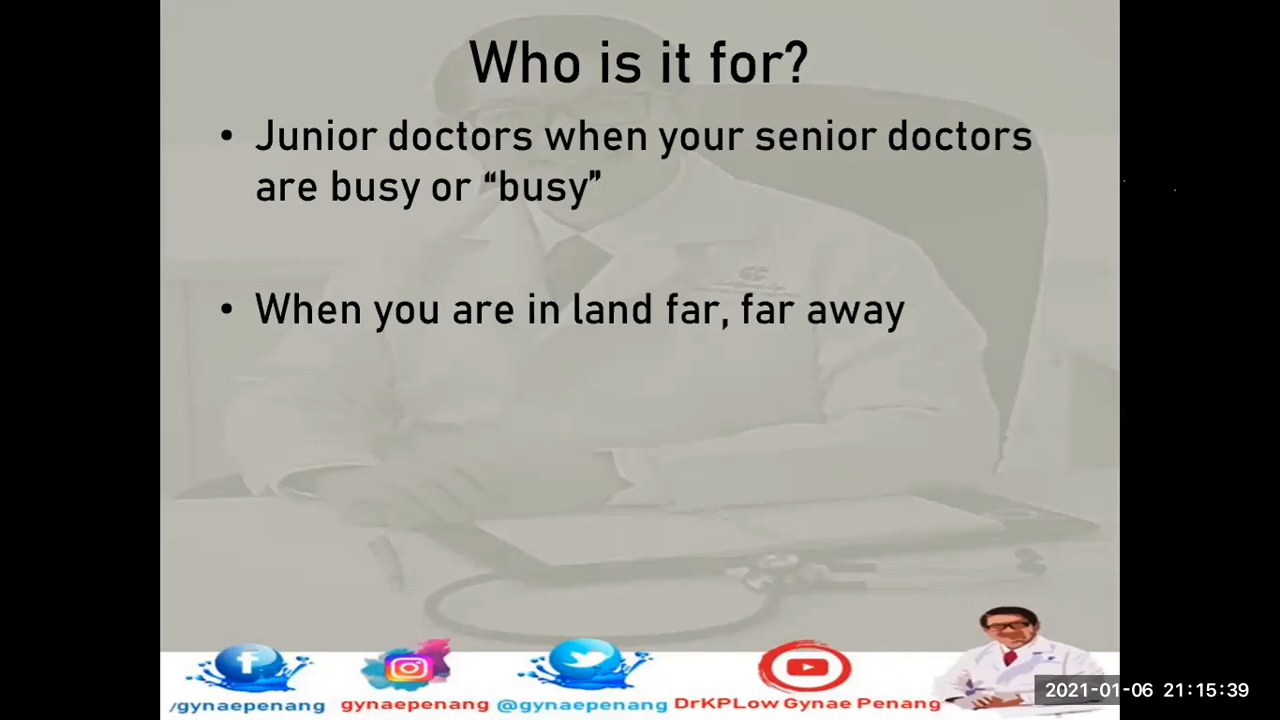 Who is it for?
• Junior doctors when your senior doctors
are busy or “busy”
• When you are in land far, far away
/gynaepenang gynaepenang @gynaepenang DrKPLow Gynae Penang
2021-01-06 21:15:39